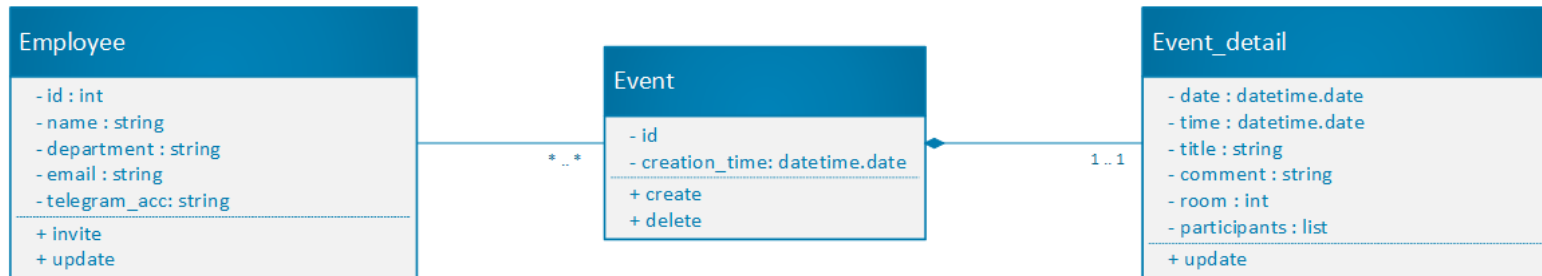 Employee
- id : int
- name : string
- department : string
- email : string
- telegram_acc: string
+ invite
+ update
* .. *
Event
- id
- creation_time: datetime.date
+ create
+ delete
1 .. 1
Event_detail
- date : datetime.date
- time : datetime.date
- title : string
- comment : string
- room : int
- participants : list
+ update